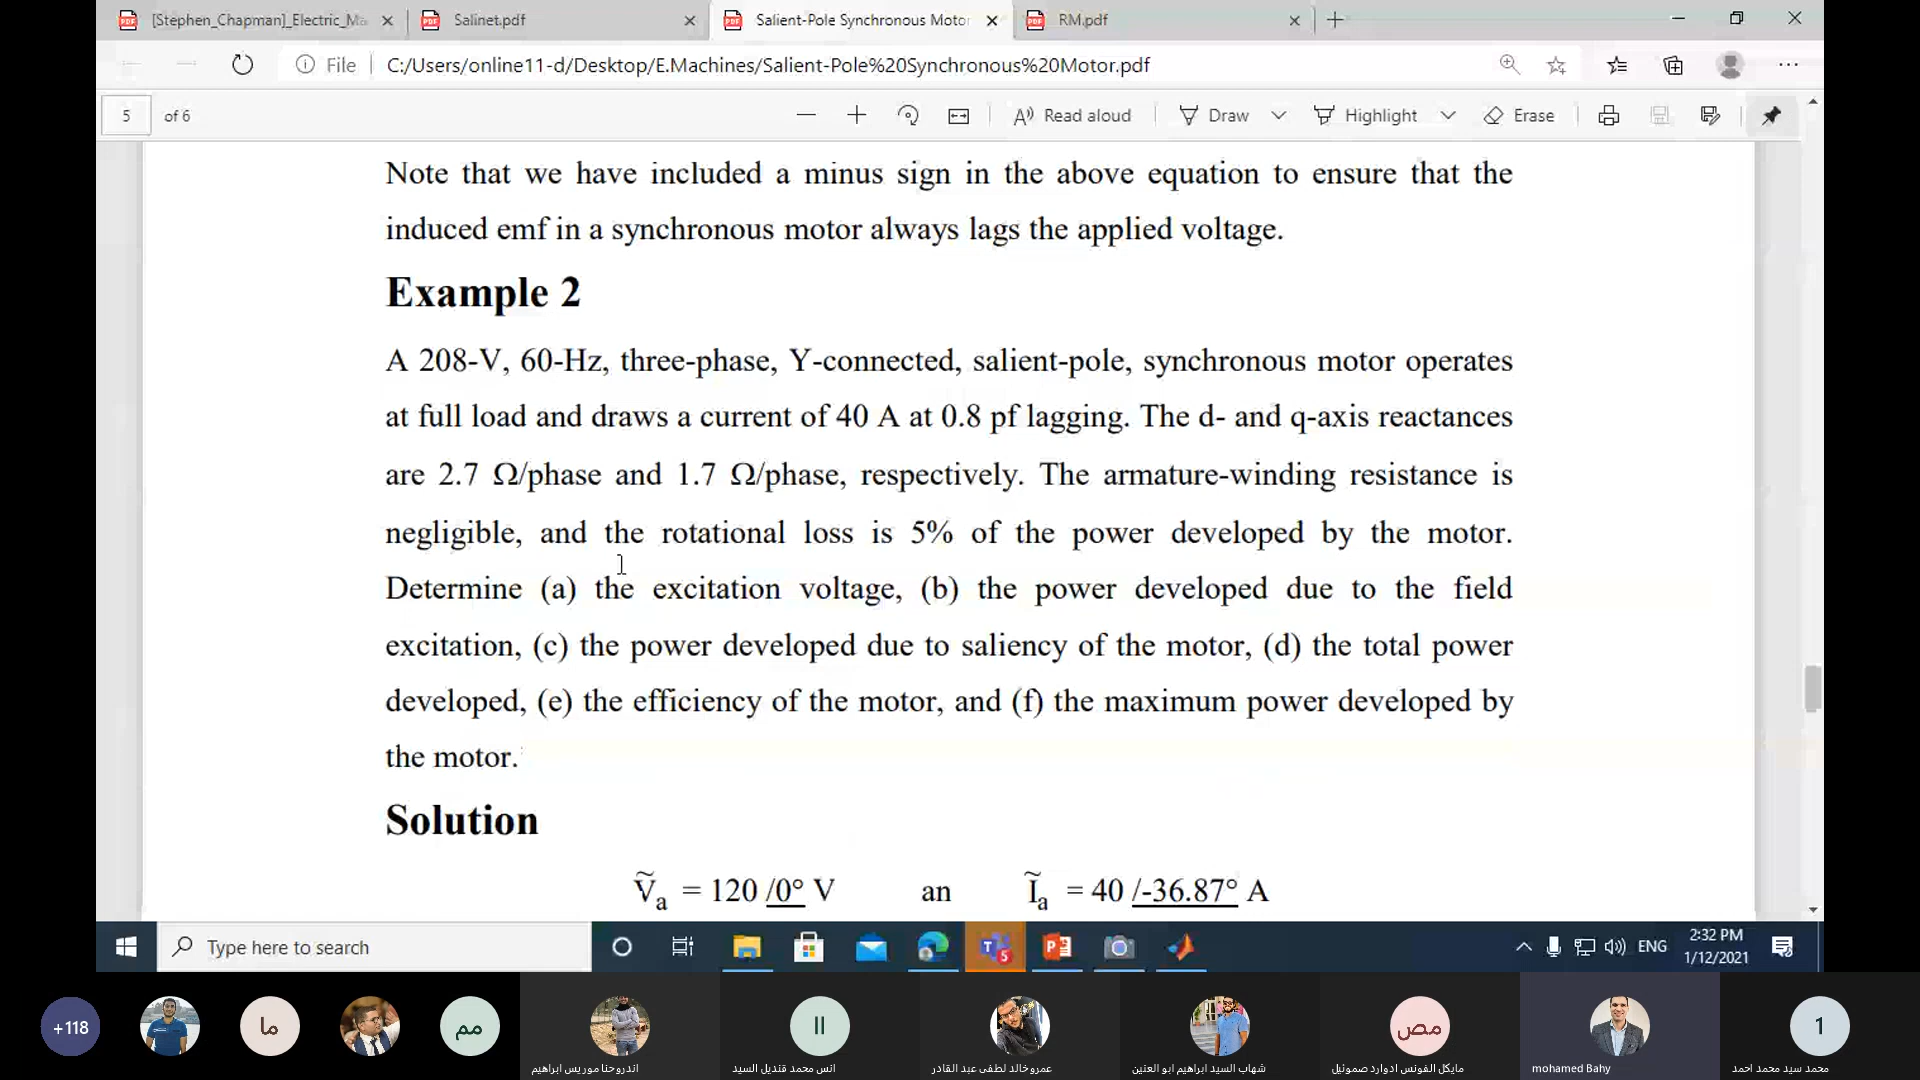 [Stephen_Chapman]_Electric_Ma
Salinet.pdf
Salient-Pole Synchronous Motor
RM.pdf
File
C:/Users/online11-d/Desktop/E.Machines/Salient-Pole%20Synchronous%20Motor.pdf
5 of 6
Read aloud
Draw
Highlight
Erase
Note that we have included a minus sign in the above equation to ensure that the
induced emf in a synchronous motor always lags the applied voltage.
Example 2
A 208-V, 60-Hz, three-phase, Y-connected, salient-pole, synchronous motor operates
at full load and draws a current of 40 A at 0.8 pf lagging. The d- and q-axis reactances
are 2.7 Ω/phase and 1.7 Ω/phase, respectively. The armature-winding resistance is
negligible, and the rotational loss is 5% of the power developed by the motor.
Determine (a) the excitation voltage, (b) the power developed due to the field
excitation, (c) the power developed due to saliency of the motor, (d) the total power
developed, (e) the efficiency of the motor, and (f) the maximum power developed by
the motor.
Solution
Ṽa = 120 /0° V an Ĩa = 40 /-36.87° A
Type here to search
ENG
2:32 PM
1/12/2021
+118
ما
مم
اندروحنا موريس ابراهيم
II
انس محمد قنديل السيد
عمروخالد لطفى عبد القادر
شهاب السيد ابراهيم ابو العنين
مص
مايكل الفونس ادوارد صموئيل
mohamed Bahy
1
محمد سيد محمد احمد